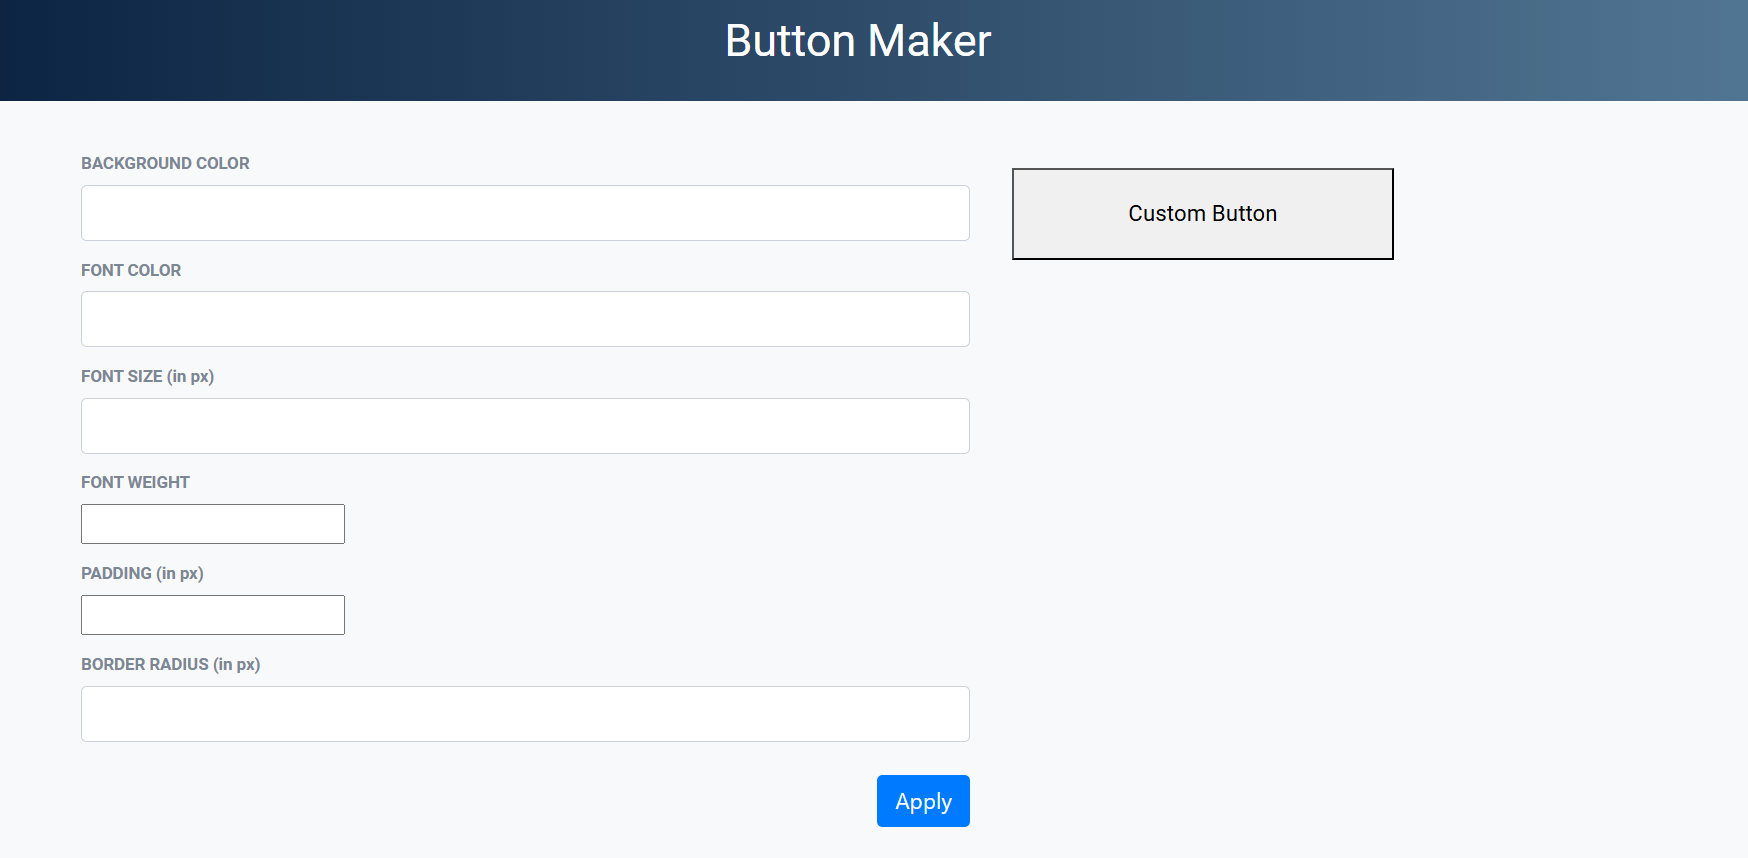 Button Maker
BACKGROUND COLOR
Custom Button
FONT COLOR
FONT SIZE (in px)
FONT WEIGHT
PADDING (in px)
BORDER RADIUS (in px)
Apply